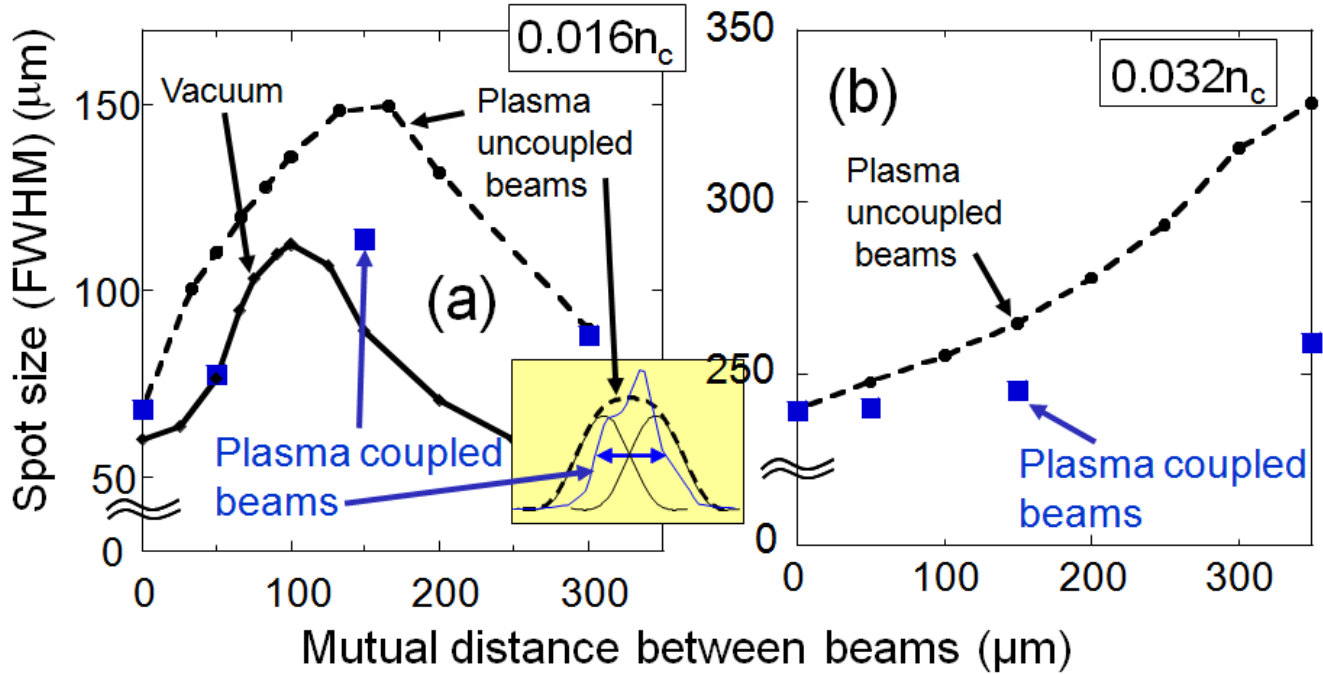 Spot size (FWHM) (μm)
0.016nc
Vacuum
Plasma
uncoupled
beams
(a)
Plasma coupled
beams
150
100
50
0
0
100
200
300
350
300
250
0
(b)
0.032nc
Plasma
uncoupled
beams
Plasma coupled
beams
0
100
200
300
Mutual distance between beams (μm)